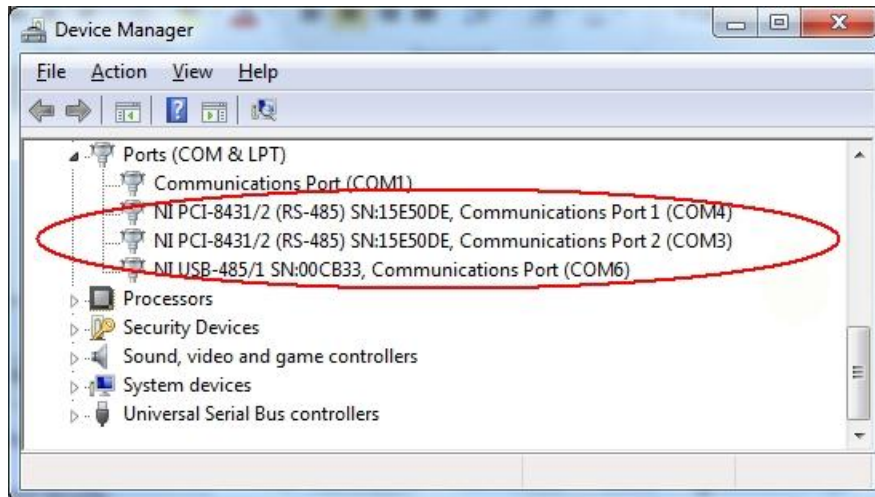 Device Manager
File Action View Help
Ports (COM & LPT)
Communications Port (COM1)
NI PCI-8431/2 (RS-485) SN:15E50DE, Communications Port 1 (COM4)
NI PCI-8431/2 (RS-485) SN:15E50DE, Communications Port 2 (COM3)
NI USB-485/1 SN:00CB33, Communications Port (COM6)
Processors
Security Devices
Sound, video and game controllers
System devices
Universal Serial Bus controllers